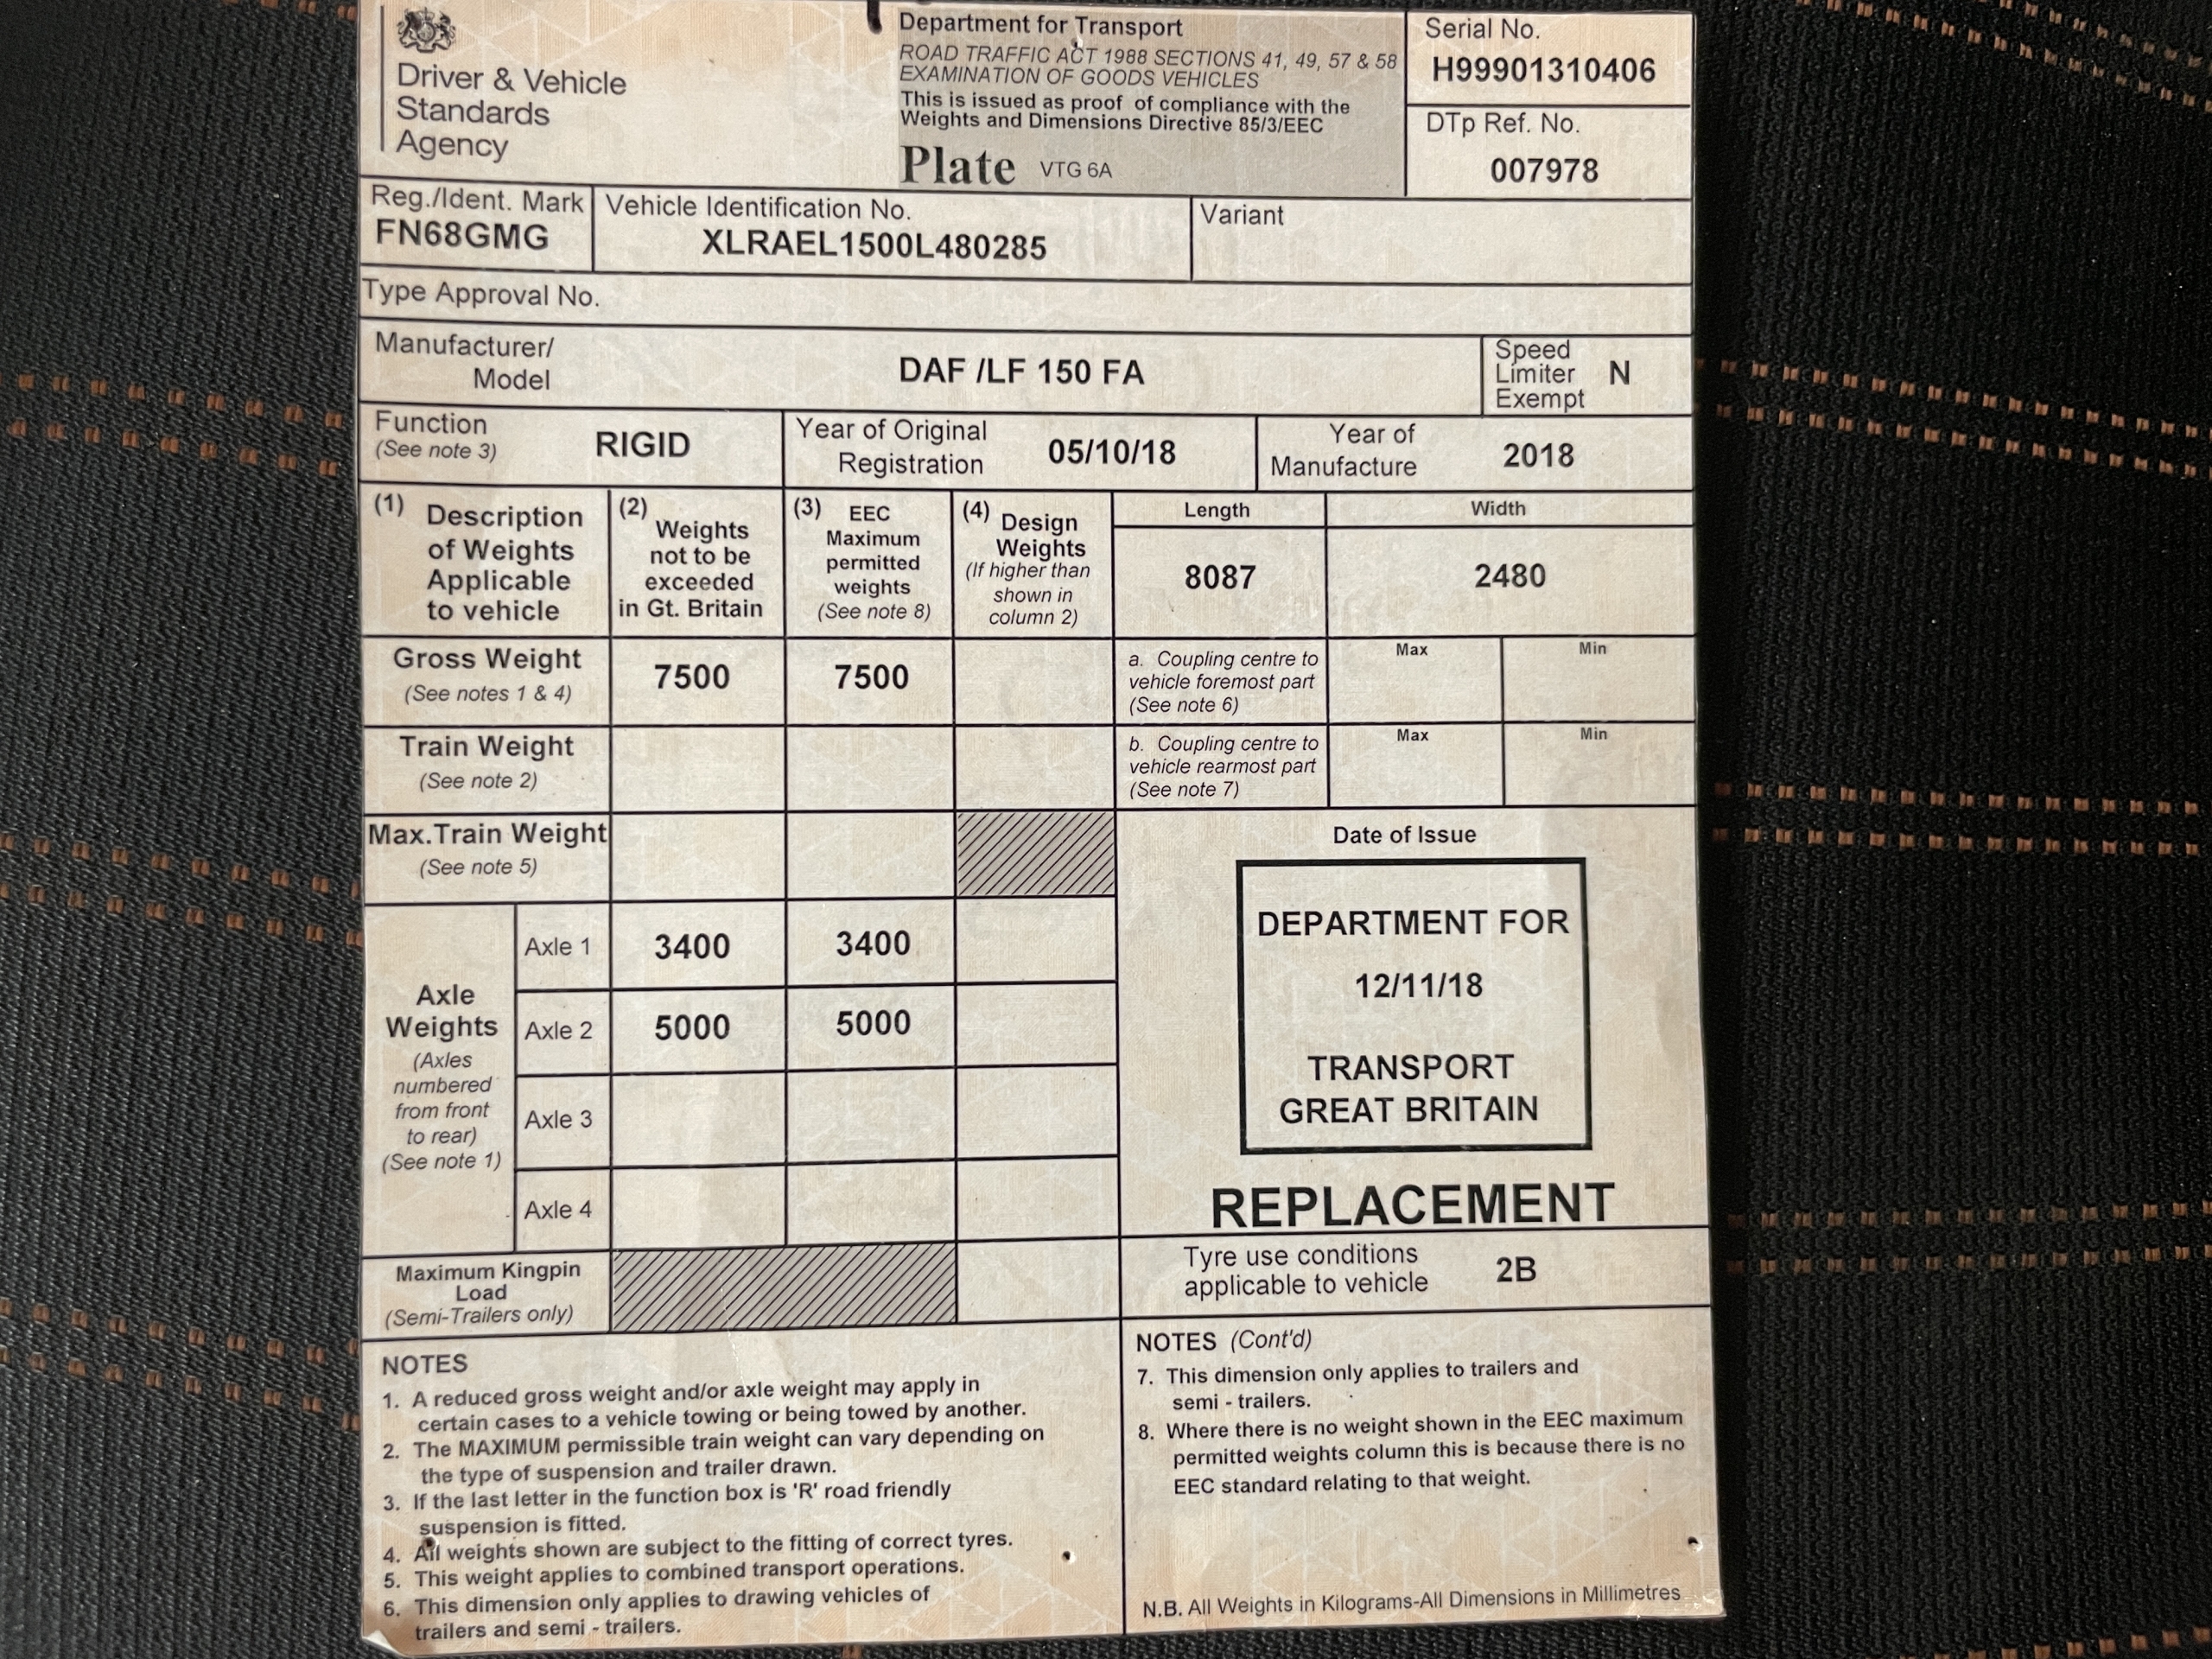 Driver & Vehicle
Standards
Agency
Department for Transport
ROAD TRAFFIC ACT 1988 SECTIONS 41, 49, 57 & 58
EXAMINATION OF GOODS VEHICLES
This is issued as proof of compliance with the
Weights and Dimensions Directive 85/3/EEC
Plate VTG 6A
Serial No.
H99901310406
DTp Ref. No.
007978
Reg./Ident. Mark
FN68GMG
Vehicle Identification No.
XLRAEL1500L480285
Variant
Type Approval No.
Manufacturer/
Model
DAF /LF 150 FA
Speed
Limiter
Exempt
N
Function
(See note 3)
RIGID
Year of Original
Registration
05/10/18
Year of
Manufacture
2018
(1) Description
of Weights
Applicable
to vehicle
(2) Weights
not to be
exceeded
in Gt. Britain
(3) EEC
Maximum
permitted
weights
(See note 8)
(4) Design
Weights
(If higher than
shown in
column 2)
Length
8087
Width
2480
Gross Weight
(See notes 1 & 4)
7500
7500
a. Coupling centre to
vehicle foremost part
(See note 6)
Max
Min
Train Weight
(See note 2)
b. Coupling centre to
vehicle rearmost part
(See note 7)
Max
Min
Max.Train Weight
(See note 5)
Axle
Weights
(Axles
numbered
from front
to rear)
(See note 1)
Axle 1
3400
3400
Axle 2
5000
5000
Axle 3
Axle 4
Maximum Kingpin
Load
(Semi-Trailers only)
Date of Issue
DEPARTMENT FOR
12/11/18
TRANSPORT
GREAT BRITAIN
REPLACEMENT
Tyre use conditions
applicable to vehicle
2B
NOTES
1. A reduced gross weight and/or axle weight may apply in
certain cases to a vehicle towing or being towed by another.
2. The MAXIMUM permissible train weight can vary depending on
the type of suspension and trailer drawn.
3. If the last letter in the function box is 'R' road friendly
suspension is fitted.
4. All weights shown are subject to the fitting of correct tyres.
5. This weight applies to combined transport operations.
6. This dimension only applies to drawing vehicles of
trailers and semi - trailers.
NOTES (Cont'd)
7. This dimension only applies to trailers and
semi - trailers.
8. Where there is no weight shown in the EEC maximum
permitted weights column this is because there is no
EEC standard relating to that weight.
N.B. All Weights in Kilograms-All Dimensions in Millimetres